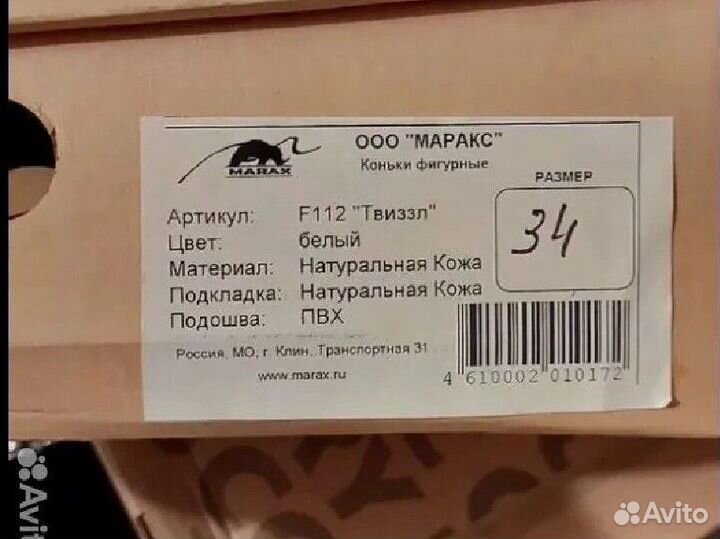 ООО "МАРАКС"
Коньки фигурные
MARAX
РАЗМЕР
34
Артикул: F112 "Твиззл"
Цвет: белый
Материал: Натуральная Кожа
Подкладка: Натуральная Кожа
Подошва: ПВХ
Россия, МО, г. Клин, Транспортная 31
www.marax.ru
4 610002 010172
Avi
Avito